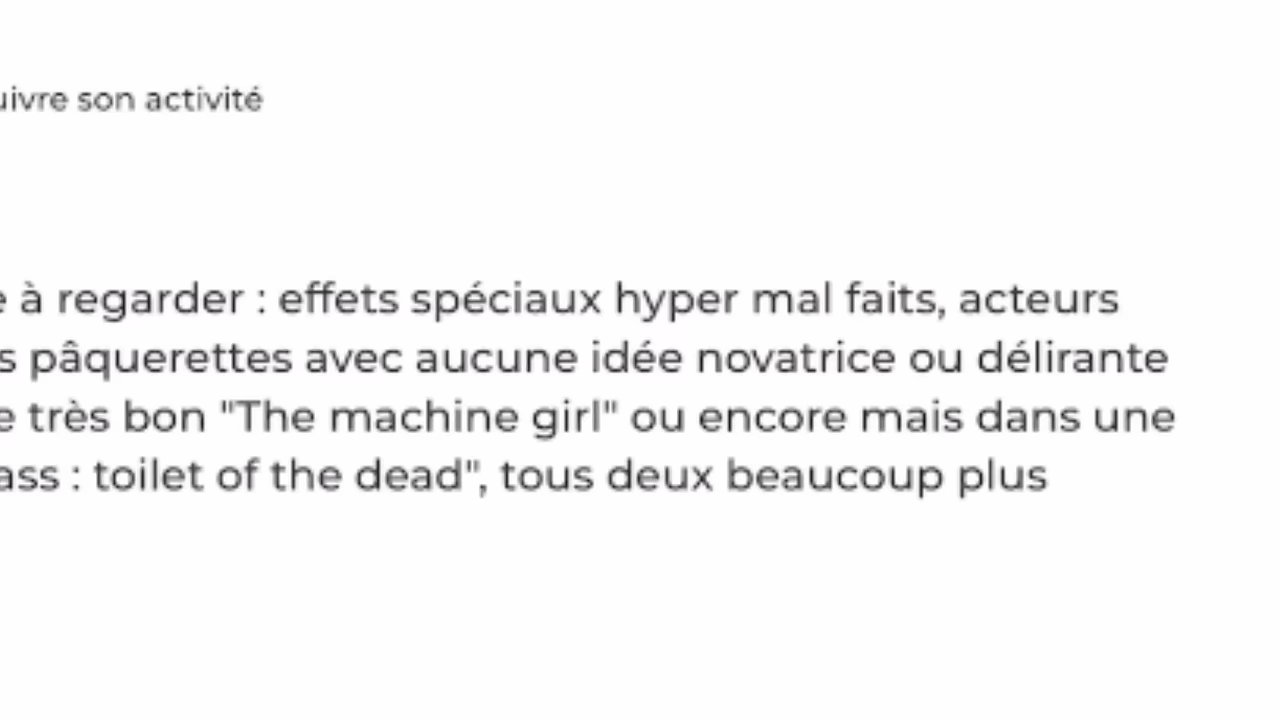 uivre son activité
e à regarder : effets spéciaux hyper mal faits, acteurs
s pâquerettes avec aucune idée novatrice ou délirante
e très bon "The machine girl" ou encore mais dans une
ass : toilet of the dead", tous deux beaucoup plus